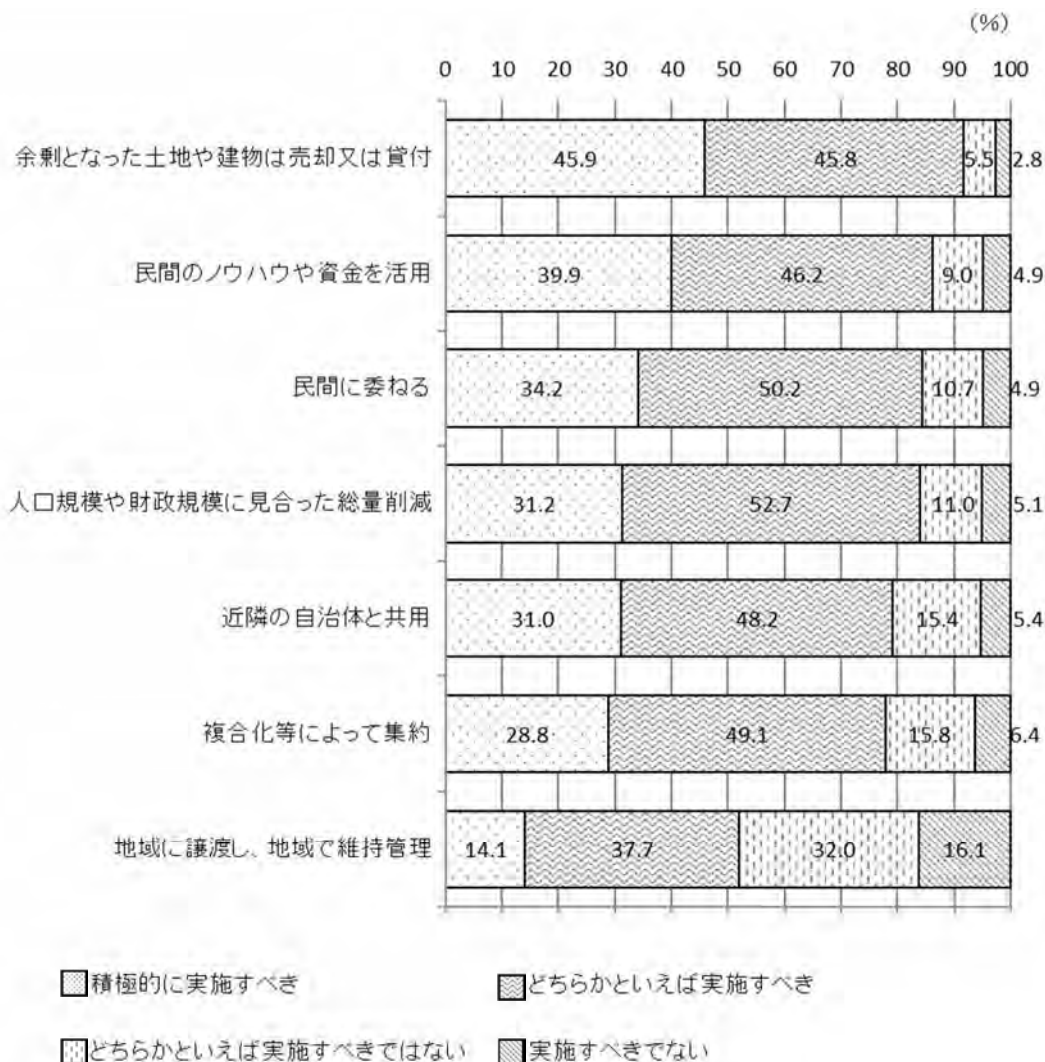 (%)
0 10 20 30 40 50 60 70 80 90 100
余剰となった土地や建物は売却又は貸付 45.9 45.8 5.5 2.8
民間のノウハウや資金を活用 39.9 46.2 9.0 4.9
民間に委ねる 34.2 50.2 10.7 4.9
人口規模や財政規模に見合った総量削減 31.2 52.7 11.0 5.1
近隣の自治体と共用 31.0 48.2 15.4 5.4
複合化等によって集約 28.8 49.1 15.8 6.4
地域に譲渡し、地域で維持管理 14.1 37.7 32.0 16.1
積極的に実施すべき どちらかといえば実施すべき
どちらかといえば実施すべきではない 実施すべきでない